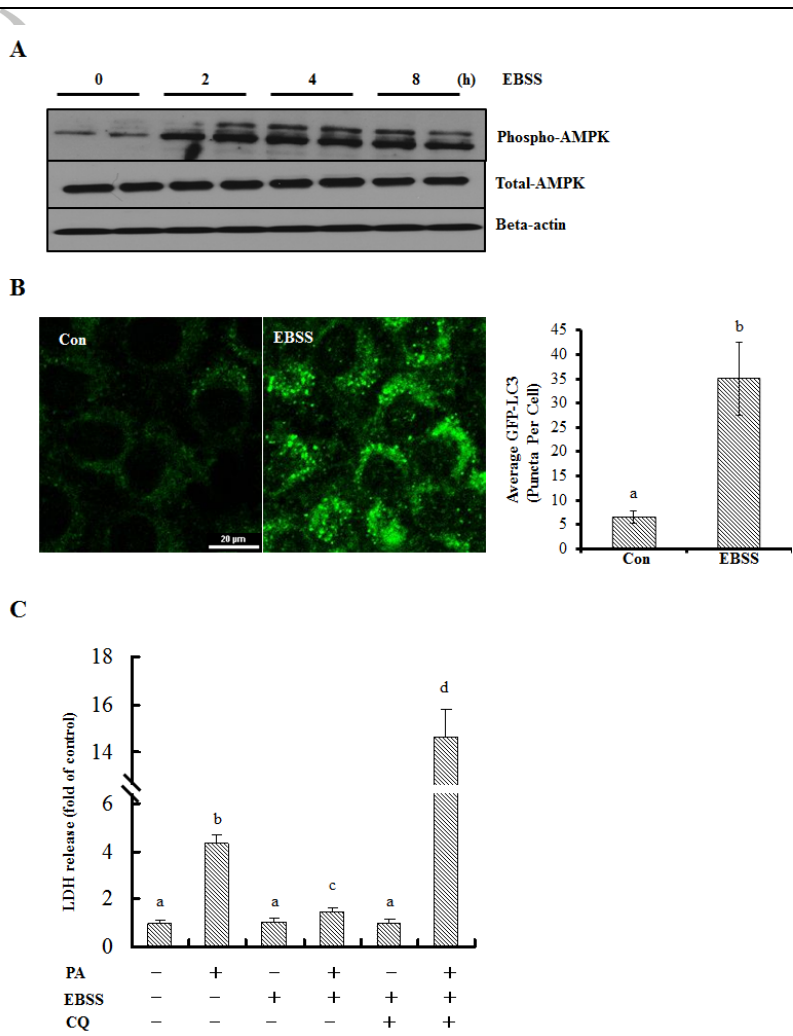 A
0 2 4 8 (h) EBSS
Phospho-AMPK
Total-AMPK
Beta-actin
B
Con
EBSS
20 µm
Average GFP-LC3
(Puncta Per Cell)
45
40
35
30
25
20
15
10
5
0
a
b
Con EBSS
C
LDH release (fold of control)
18
16
14
6
4
2
0
a b a c a d
PA − + − + − +
EBSS − − + + + +
CQ − − − − + +